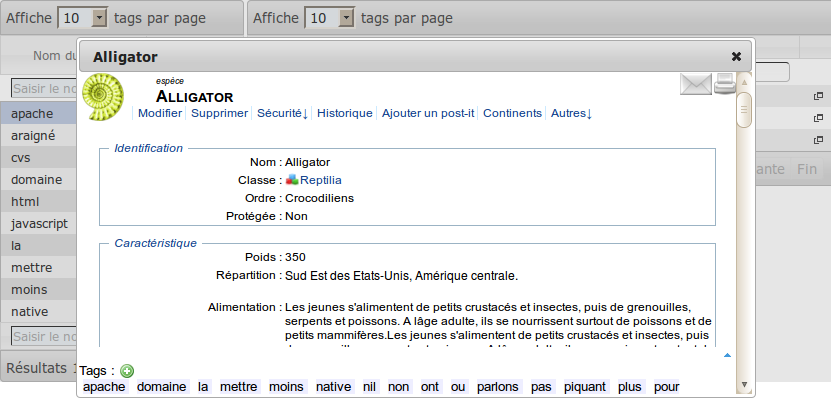 Affiche 10 tags par page
Affiche 10 tags par page
Nom du
Saisir le no
apache
araigné
cvs
domaine
html
javascript
la
mettre
moins
native
Saisir le no
Résultats
ante Fin
Alligator
espèce
ALLIGATOR
Modifier Supprimer Sécurité↓ Historique Ajouter un post-it Continents Autres↓
Identification
Nom : Alligator
Classe : Reptilia
Ordre : Crocodiliens
Protégée : Non
Caractéristique
Poids : 350
Répartition : Sud Est des Etats-Unis, Amérique centrale.
Alimentation : Les jeunes s'alimentent de petits crustacés et insectes, puis de grenouilles,
serpents et poissons. A lâge adulte, ils se nourrissent surtout de poissons et de
petits mammifères.Les jeunes s'alimentent de petits crustacés et insectes, puis
Tags :
apache domaine la mettre moins native nil non ont ou parlons pas piquant plus pour